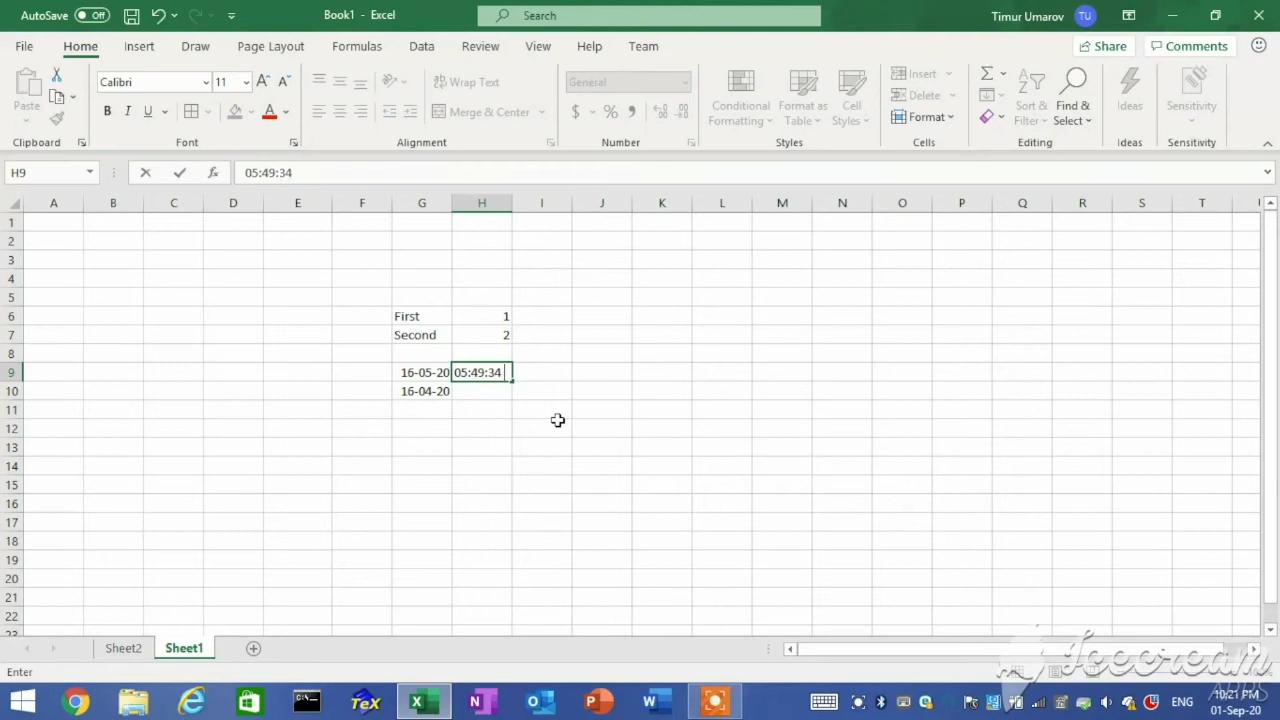 AutoSave Off Book1 - Excel Search Timur Umarov TU
File Home Insert Draw Page Layout Formulas Data Review View Help Team Share Comments
Paste Calibri 11 Wrap Text General Conditional Formatting Format as Table Cell Styles Insert Σ Sort & Filter Find & Select Ideas Sensitivity
B I U A Merge & Center $ % , Delete Format
Clipboard Font Alignment Number Styles Cells Editing Ideas Sensitivity
H9 fx 05:49:34
A B C D E F G H I J K L M N O P Q R S T
1
2
3
4
5
6 First 1
7 Second 2
8
9 16-05-20 05:49:34
10 16-04-20
11
12
13
14
15
16
17
18
19
20
21
22
23
Sheet2 Sheet1
Enter
Icecream
APPS
TeX X N O P W ENG 10:21 PM
01-Sep-20